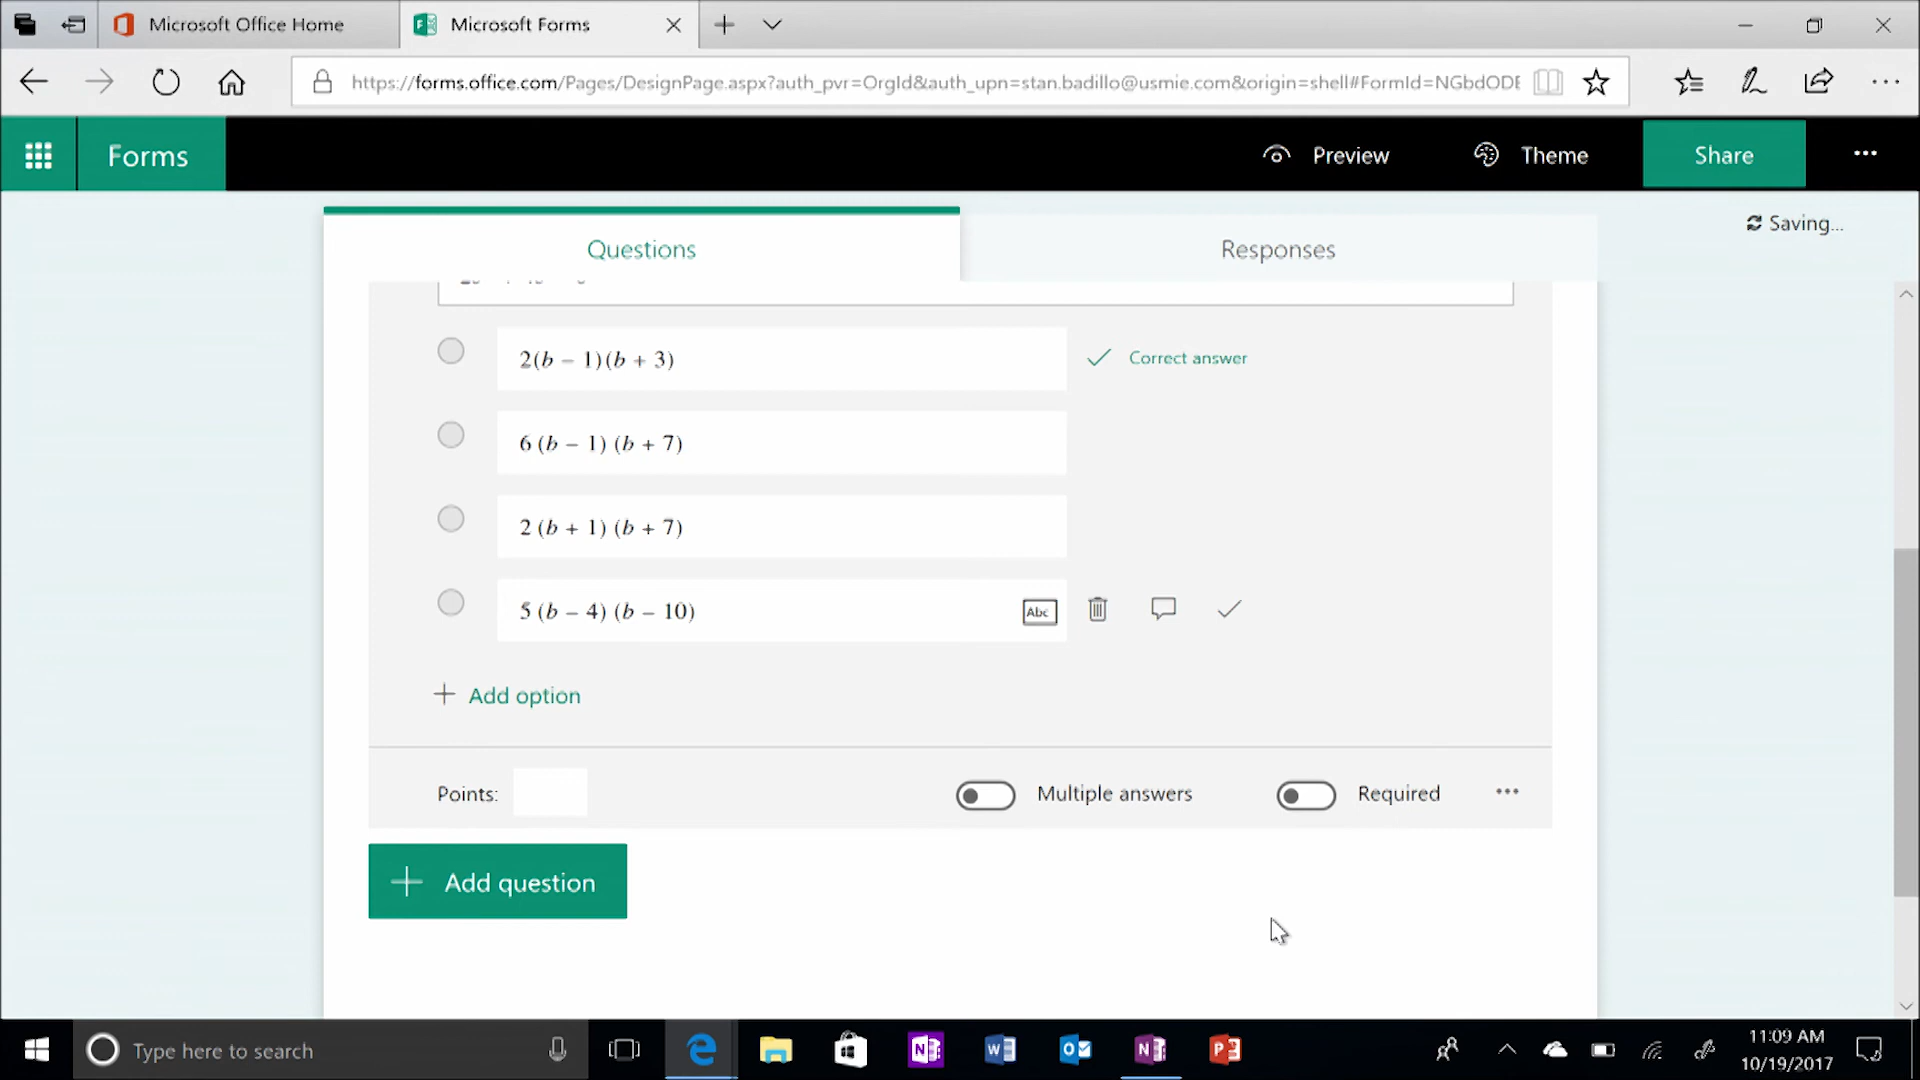 Microsoft Office Home
Microsoft Forms
https://forms.office.com/Pages/DesignPage.aspx?auth_pvr=OrgId&auth_upn=stan.badillo@usmie.com&origin=shell#FormId=NGbdODE
Forms
Preview
Theme
Share
Saving...
Questions
Responses
2(b – 1)(b + 3)
Correct answer
6 (b – 1) (b + 7)
2 (b + 1) (b + 7)
5 (b – 4) (b – 10)
Abc
Add option
Points:
Multiple answers
Required
Add question
Type here to search
11:09 AM
10/19/2017